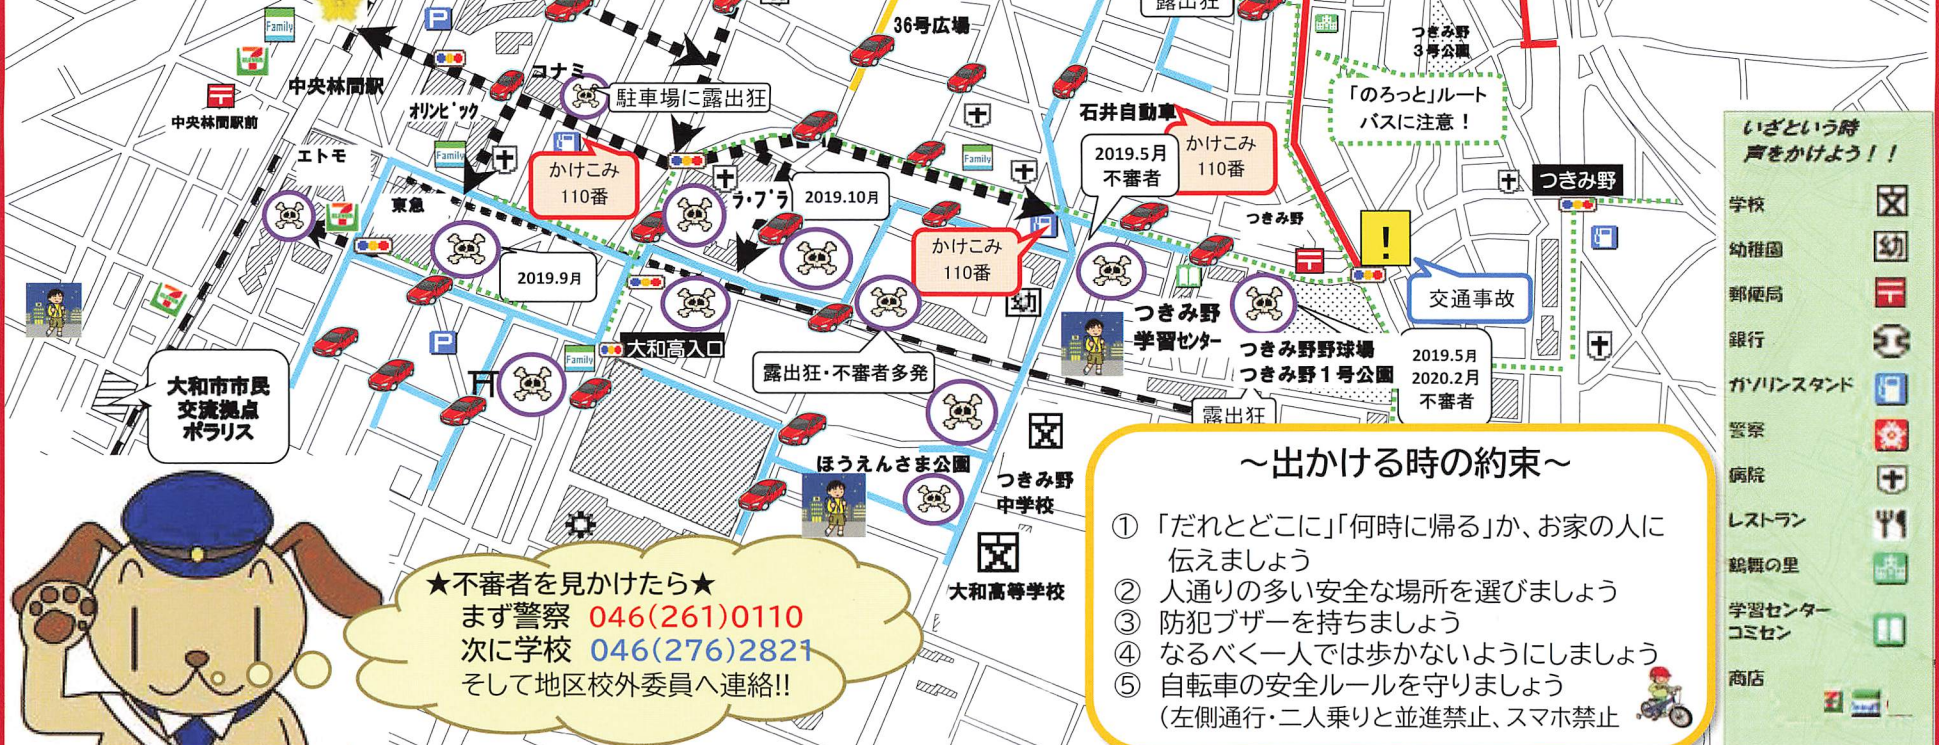 露出狂
36号広場
つきみ野
3号公園
Family
中央林間駅
コナミ
駐車場に露出狂
オリンピック
中央林間駅前
石井自動車
「のろっと」ルート
バスに注意！
いざという時
声をかけよう！！
エトモ
Family
かけこみ
110番
Family
2019.5月
不審者
かけこみ
110番
つきみ野
東急
ラ・プラ
2019.10月
つきみ野
学校
文
かけこみ
110番
!
幼稚園
幼
2019.9月
幼
交通事故
郵便局
つきみ野
学習センター
大和高入口
Family
つきみ野野球場
つきみ野1号公園
2019.5月
2020.2月
不審者
銀行
露出狂・不審者多発
大和市市民
交流拠点
ポラリス
露出狂
ガソリンスタンド
文
つきみ野
中学校
警察
ほうえんさま公園
～出かける時の約束～
病院
① 「だれとどこに」「何時に帰る」か、お家の人に
伝えましょう
② 人通りの多い安全な場所を選びましょう
③ 防犯ブザーを持ちましょう
④ なるべく一人では歩かないようにしましょう
⑤ 自転車の安全ルールを守りましょう
（左側通行・二人乗りと並進禁止、スマホ禁止
レストラン
文
大和高等学校
鶴舞の里
学習センター
コミセン
商店
★不審者を見かけたら★
まず警察 046(261)0110
次に学校 046(276)2821
そして地区校外委員へ連絡!!